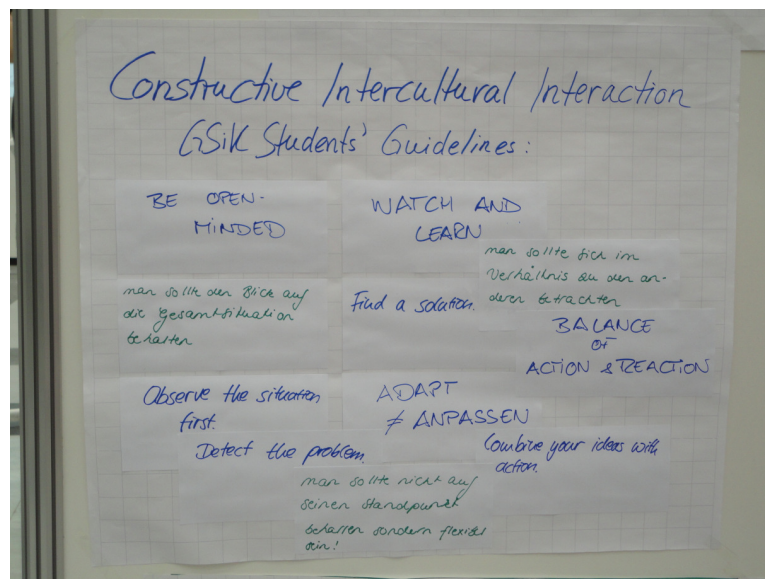 Constructive Intercultural Interaction
GSiK Students' Guidelines:
BE OPEN-
MINDED
WATCH AND
LEARN
man sollte sich im
Verhältnis zu den an-
deren betrachten
man sollte den Blick auf
die Gesamtsituation
behalten
Find a solution.
BALANCE
OF
ACTION & REACTION
Observe the situation
first.
ADAPT
≠ ANPASSEN
Detect the problem.
Combine your ideas with
action.
man sollte nicht auf
seinen Standpunkt
beharren sondern flexibel
sein!